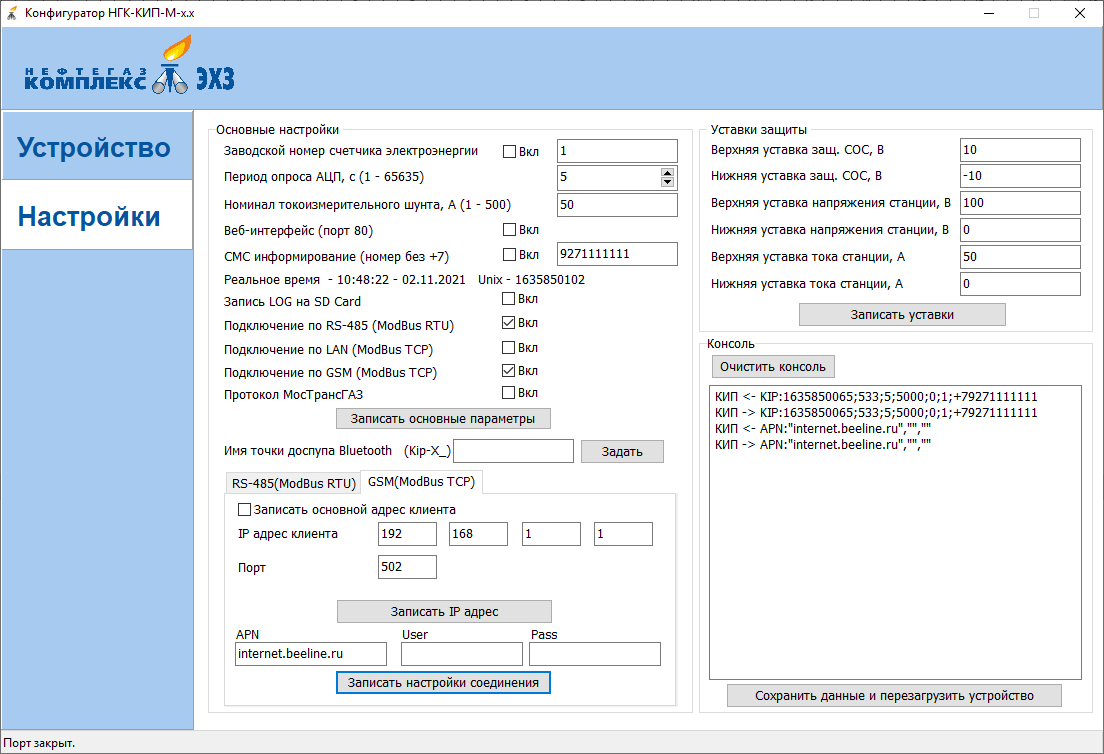 Конфигуратор НГК-КИП-М-х.х
НЕФТЕГАЗ
КОМПЛЕКС ЭХЗ
Устройство
Настройки
Основные настройки
Заводской номер счетчика электроэнергии Вкл 1
Период опроса АЦП, с (1 - 65635) 5
Номинал токоизмерительного шунта, А (1 - 500) 50
Веб-интерфейс (порт 80) Вкл
СМС информирование (номер без +7) Вкл 9271111111
Реальное время - 10:48:22 - 02.11.2021 Unix - 1635850102
Запись LOG на SD Card Вкл
Подключение по RS-485 (ModBus RTU) Вкл
Подключение по LAN (ModBus TCP) Вкл
Подключение по GSM (ModBus TCP) Вкл
Протокол МосТрансГАЗ Вкл
Записать основные параметры
Имя точки доспупа Bluetooth (Kip-X_) Задать
RS-485(ModBus RTU) GSM(ModBus TCP)
Записать основной адрес клиента
IP адрес клиента 192 168 1 1
Порт 502
Записать IP адрес
APN User Pass
internet.beeline.ru
Записать настройки соединения
Уставки защиты
Верхняя уставка защ. СОС, В 10
Нижняя уставка защ. СОС, В -10
Верхняя уставка напряжения станции, В 100
Нижняя уставка напряжения станции, В 0
Верхняя уставка тока станции, А 50
Нижняя уставка тока станции, А 0
Записать уставки
Консоль
Очистить консоль
КИП <- KIP:1635850065;533;5;5000;0;1;+79271111111
КИП -> KIP:1635850065;533;5;5000;0;1;+79271111111
КИП <- APN:"internet.beeline.ru","",""
КИП -> APN:"internet.beeline.ru","",""
Сохранить данные и перезагрузить устройство
Порт закрыт.